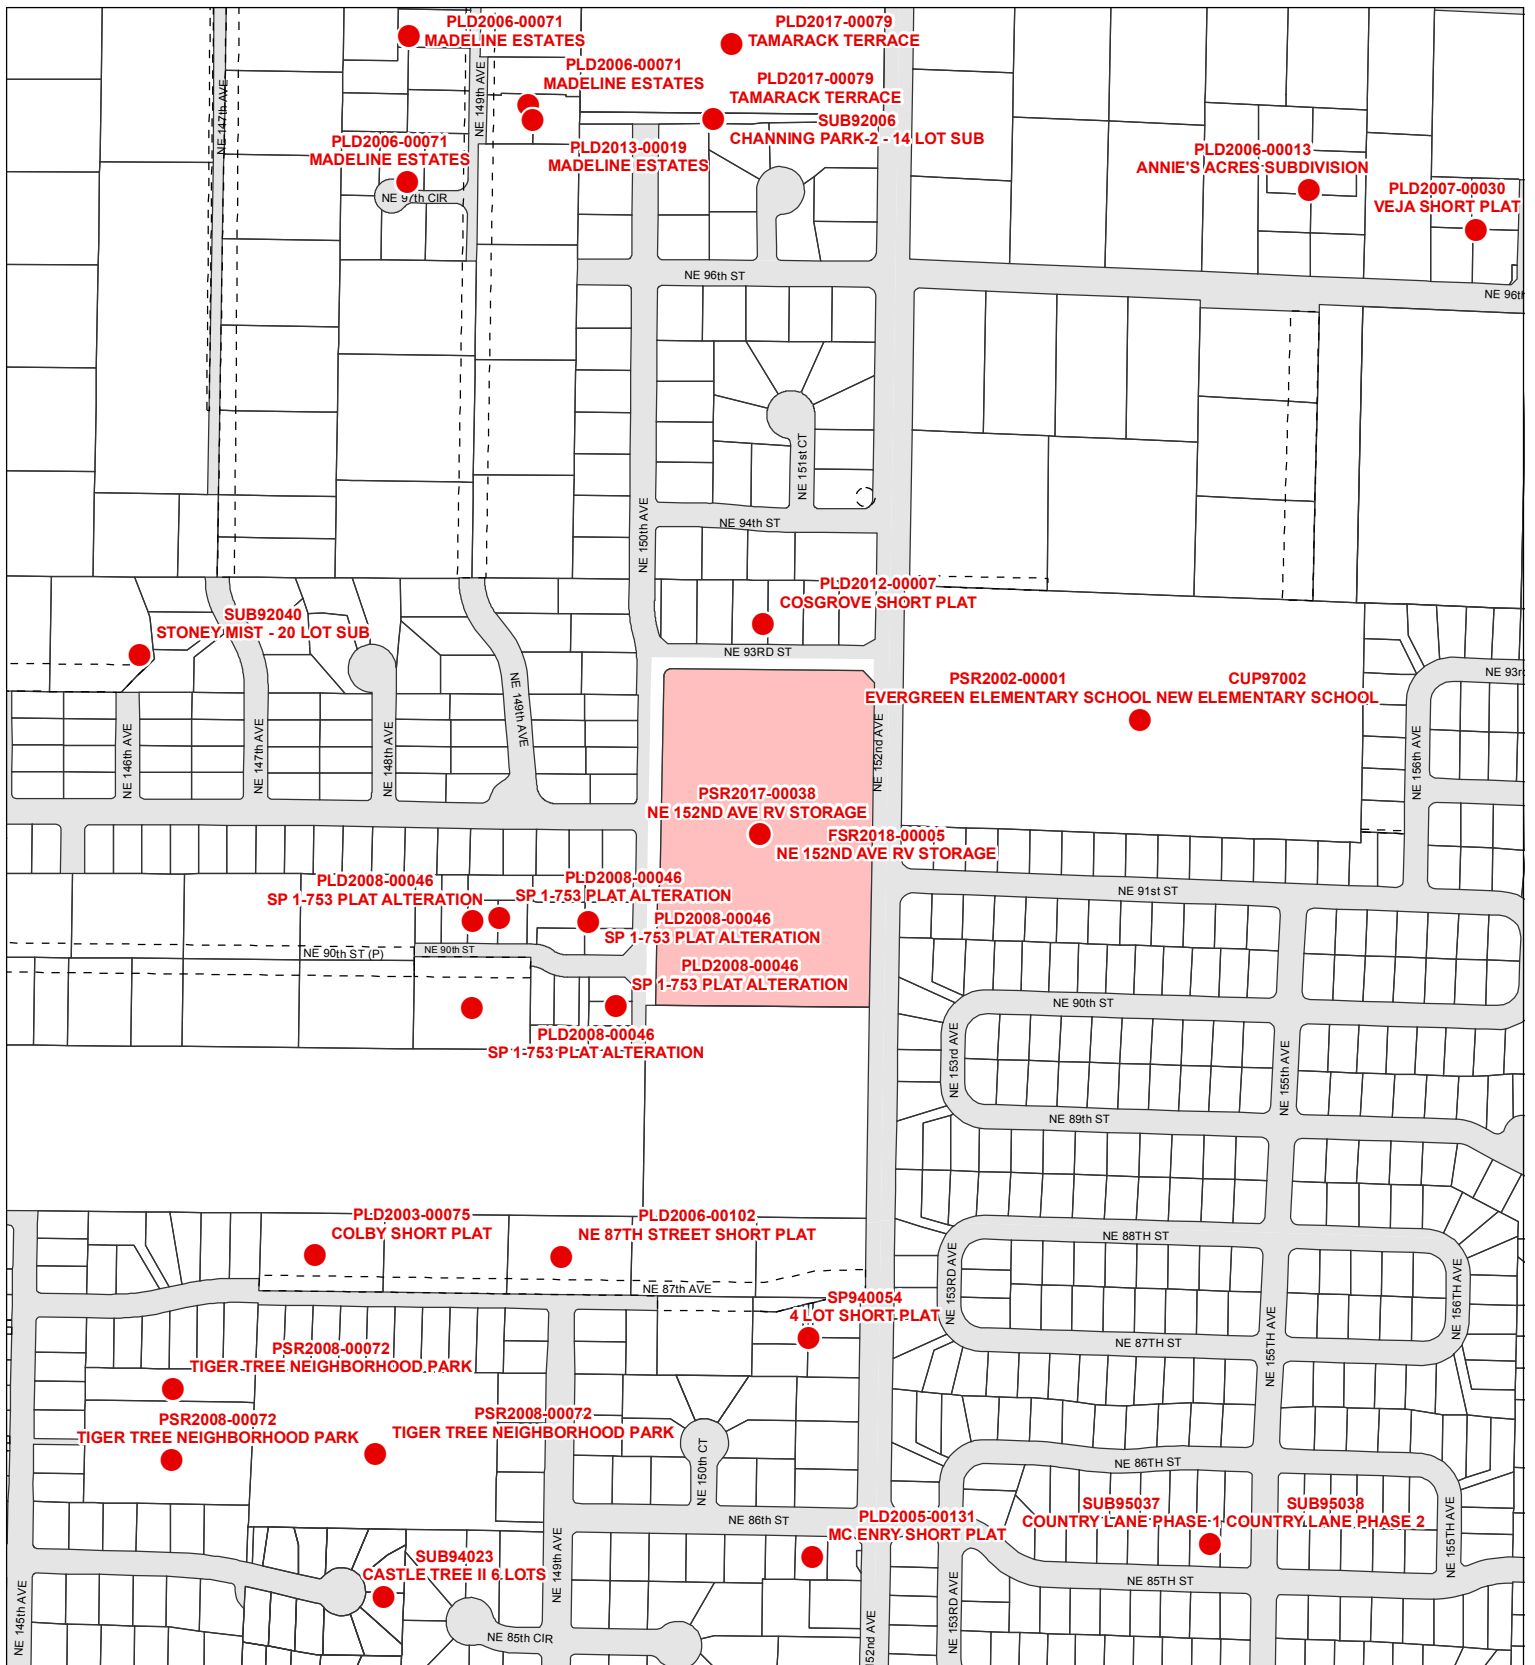 PLD2006-00071
MADELINE ESTATES
PLD2017-00079
TAMARACK TERRACE
PLD2006-00071
MADELINE ESTATES
PLD2017-00079
TAMARACK TERRACE
SUB92006
CHANNING PARK-2 - 14 LOT SUB
PLD2006-00071
MADELINE ESTATES
PLD2013-00019
MADELINE ESTATES
PLD2006-00013
ANNIE'S ACRES SUBDIVISION
PLD2007-00030
VEJA SHORT PLAT
NE 147th AVE
NE 149th AVE
NE 97th CIR
NE 96th ST
NE 96th
NE 151st CT
NE 150th AVE
NE 94th ST
PLD2012-00007
COSGROVE SHORT PLAT
SUB92040
STONEY MIST - 20 LOT SUB
NE 93RD ST
NE 93rd
PSR2002-00001
EVERGREEN ELEMENTARY SCHOOL
CUP97002
NEW ELEMENTARY SCHOOL
NE 146th AVE
NE 147th AVE
NE 148th AVE
NE 149th AVE
NE 152nd AVE
NE 156th AVE
PSR2017-00038
NE 152ND AVE RV STORAGE
FSR2018-00005
NE 152ND AVE RV STORAGE
PLD2008-00046
SP 1-753 PLAT ALTERATION
PLD2008-00046
SP 1-753 PLAT ALTERATION
NE 91st ST
PLD2008-00046
SP 1-753 PLAT ALTERATION
NE 90th ST (P)
NE 90th ST
PLD2008-00046
SP 1-753 PLAT ALTERATION
NE 90th ST
PLD2008-00046
SP 1-753 PLAT ALTERATION
NE 153rd AVE
NE 155th AVE
NE 89th ST
PLD2003-00075
COLBY SHORT PLAT
PLD2006-00102
NE 87TH STREET SHORT PLAT
NE 88TH ST
NE 87th AVE
NE 153RD AVE
NE 156TH AVE
SP940054
4 LOT SHORT PLAT
NE 87TH ST
NE 155TH AVE
PSR2008-00072
TIGER TREE NEIGHBORHOOD PARK
PSR2008-00072
TIGER TREE NEIGHBORHOOD PARK
PSR2008-00072
TIGER TREE NEIGHBORHOOD PARK
NE 150th CT
NE 86TH ST
NE 86th ST
PLD2005-00131
MC ENRY SHORT PLAT
SUB95037
COUNTRY LANE PHASE 1
SUB95038
COUNTRY LANE PHASE 2
NE 155TH AVE
SUB94023
CASTLE TREE II 6 LOTS
NE 149th AVE
NE 85TH ST
NE 145th AVE
NE 85th CIR
52nd AVE
NE 153RD AVE